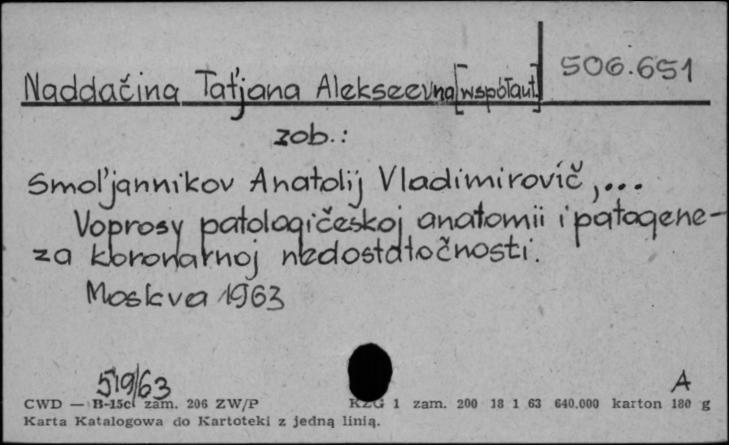 506.651
Naddačina Tat'jana Alekseevna [współaut.]
zob.:
Smol'jannikov Anatolij Vladimirovič,...
Voprosy patologičeskoj anatomii i patogene-
za koronarnoj nedostatočnosti.
Moskva 1963
519/63
A
CWD — B-15c zam. 206 ZW/P KZG 1 zam. 200 18 1 63 640.000 karton 180 g
Karta Katalogowa do Kartoteki z jedną linią.